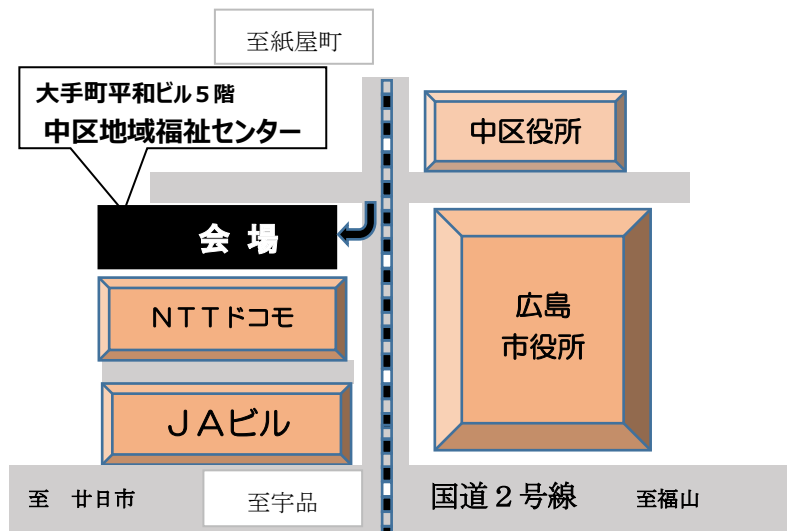 至紙屋町
大手町平和ビル５階
中区地域福祉センター
中区役所
会場
広島
市役所
ＮＴＴドコモ
ＪＡビル
至　廿日市
至宇品
国道２号線
至福山